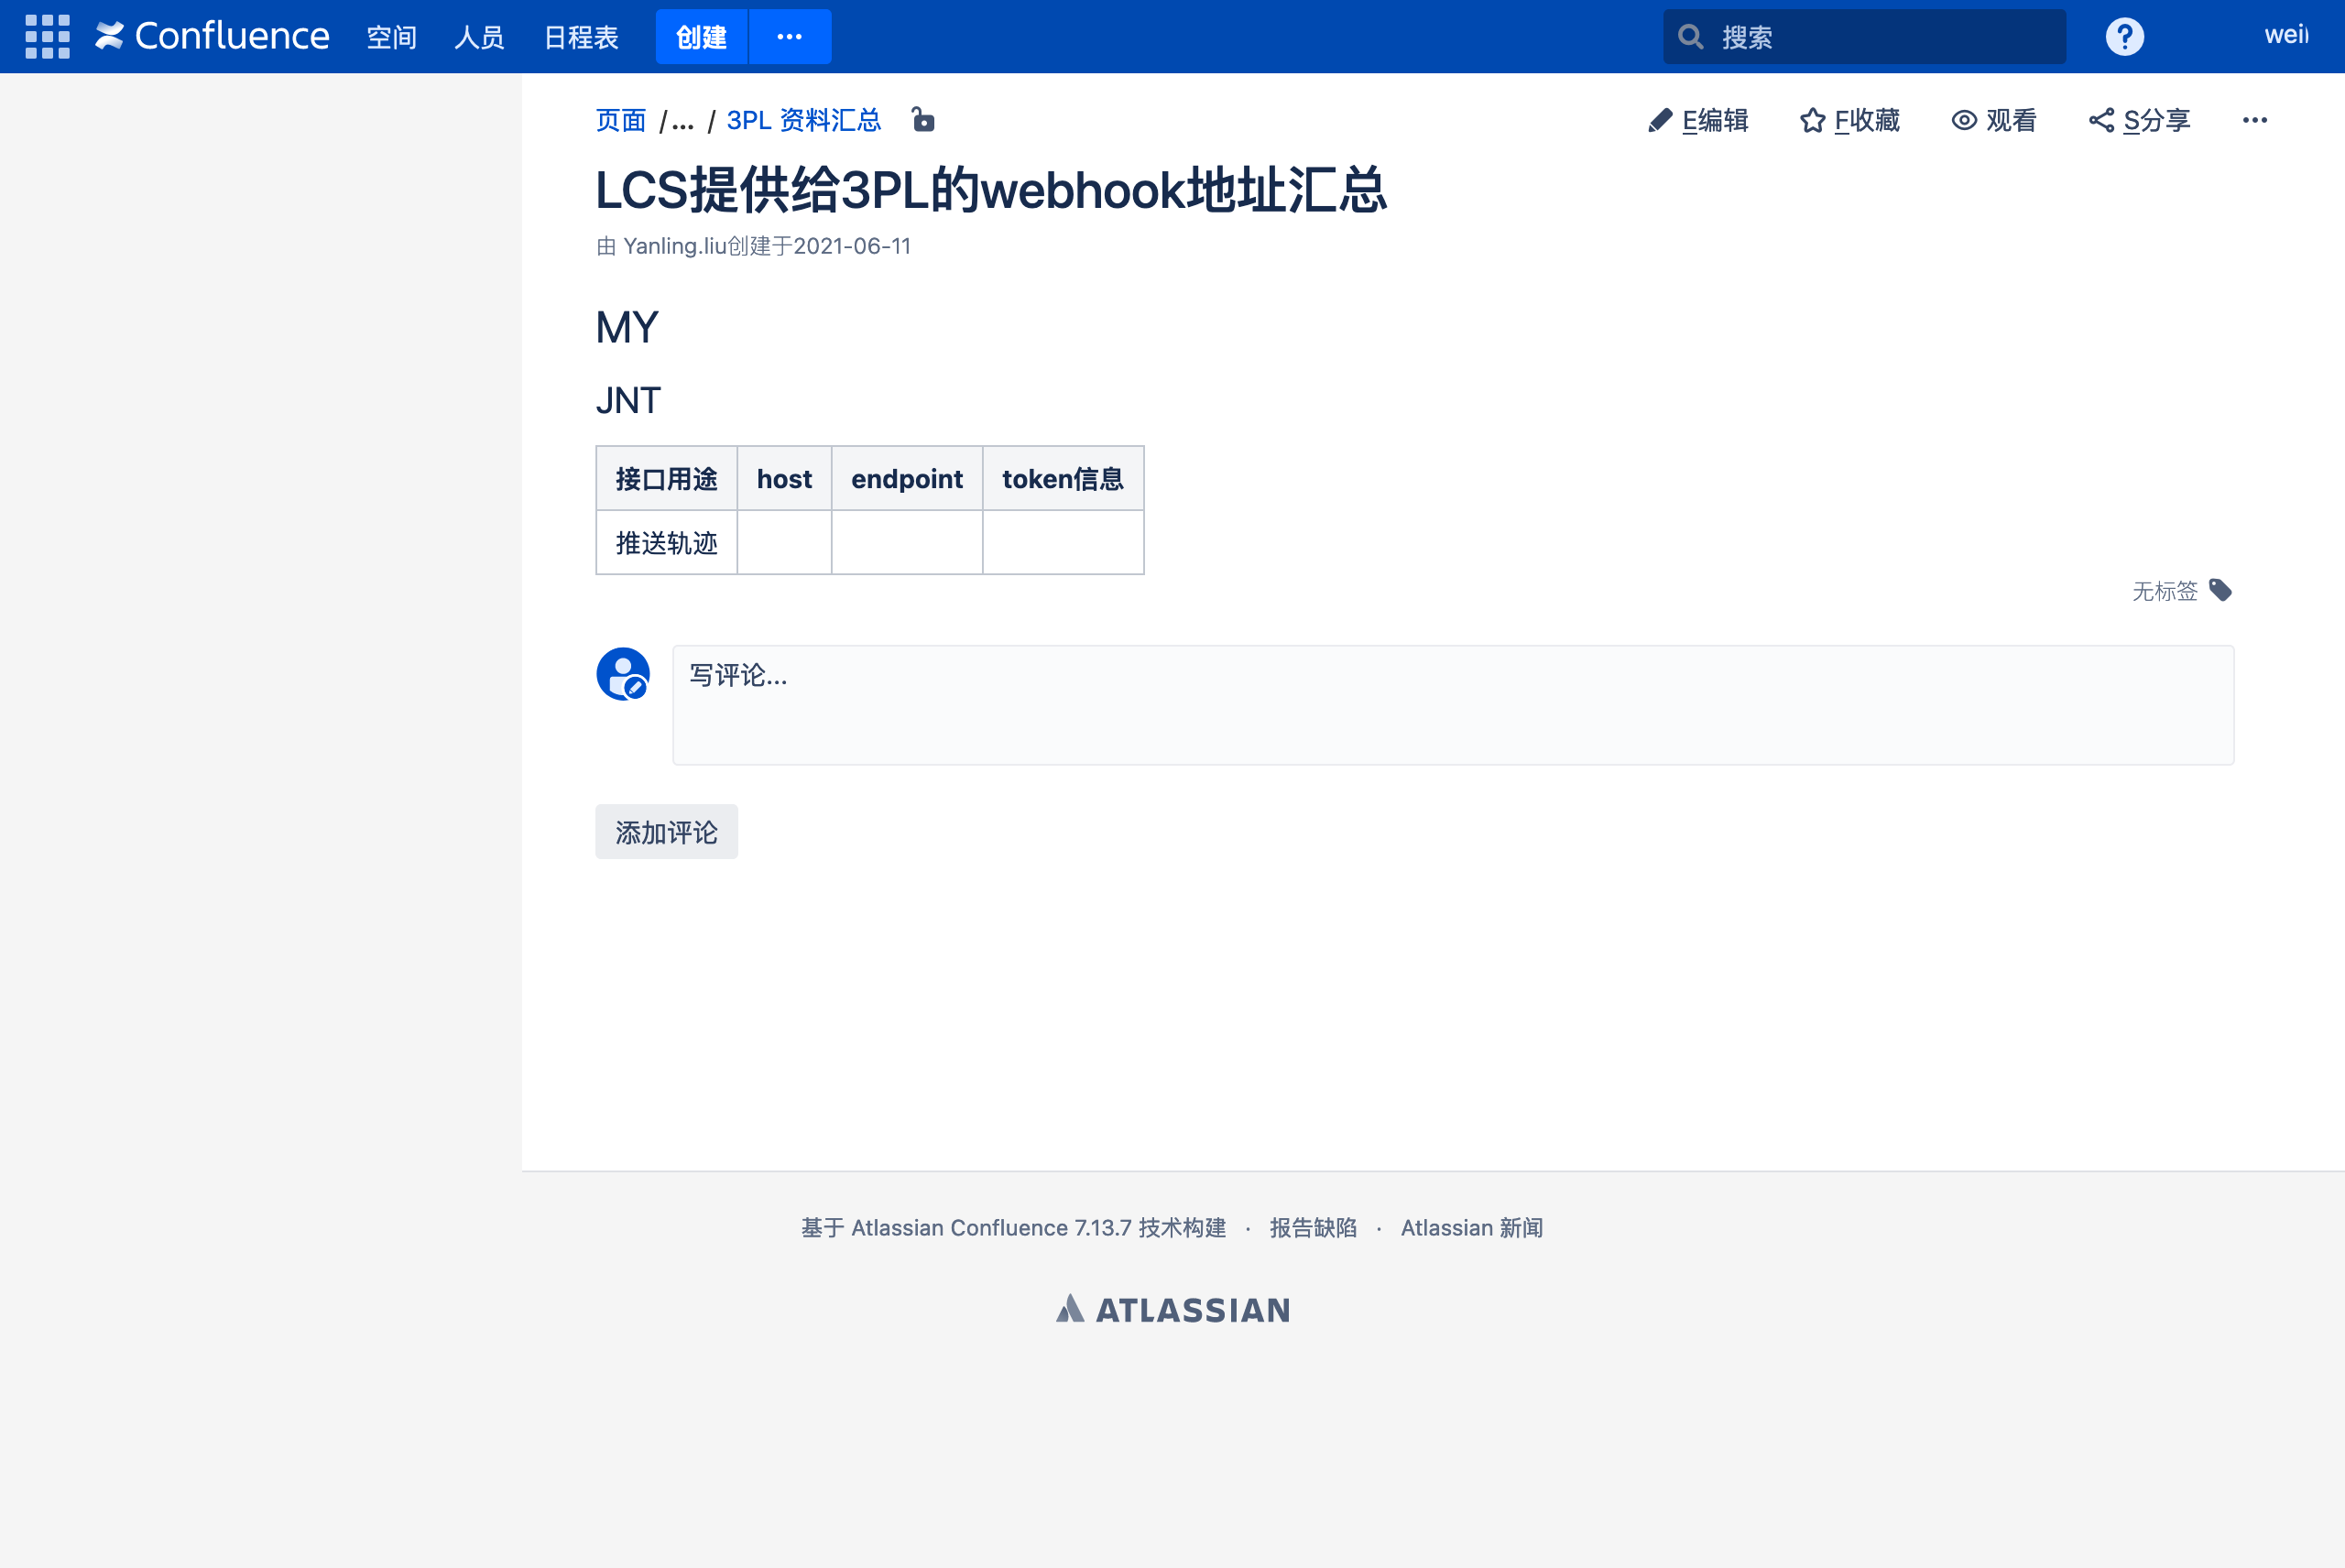 Confluence 空间 人员 日程表 创建 ••• 搜索 ?
页面 /... / 3PL 资料汇总 E编辑 F收藏 观看 S分享 •••
LCS提供给3PL的webhook地址汇总
由 Yanling.liu创建于2021-06-11
MY
JNT
接口用途 host endpoint token信息
推送轨迹
无标签
写评论...
添加评论
基于 Atlassian Confluence 7.13.7 技术构建 · 报告缺陷 · Atlassian 新闻
ATLASSIAN